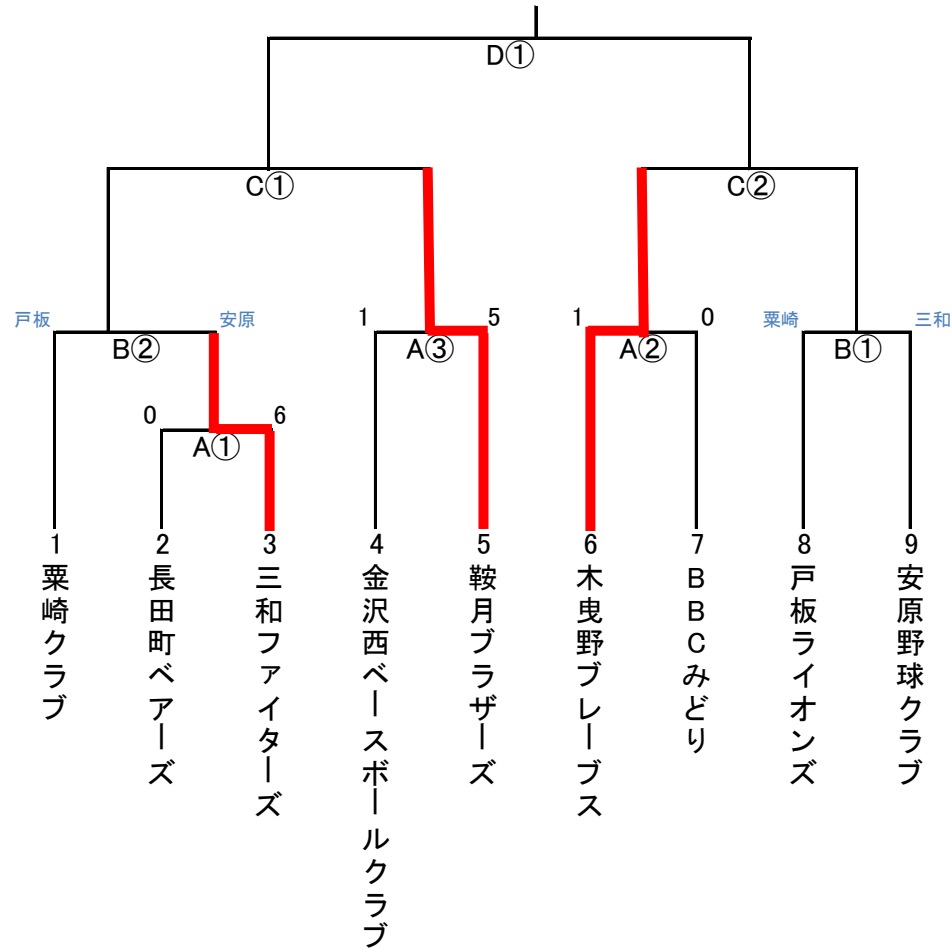 D①
C①
C②
戸板
安原
1
5
1
0
粟崎
三和
B②
A③
A②
B①
0
6
A①
1
2
3
4
5
6
7
8
9
粟崎クラブ
長田町ベアーズ
三和ファイターズ
金沢西ベースボールクラブ
鞍月ブラザーズ
木曳野ブレーブス
BBCみどり
戸板ライオンズ
安原野球クラブ